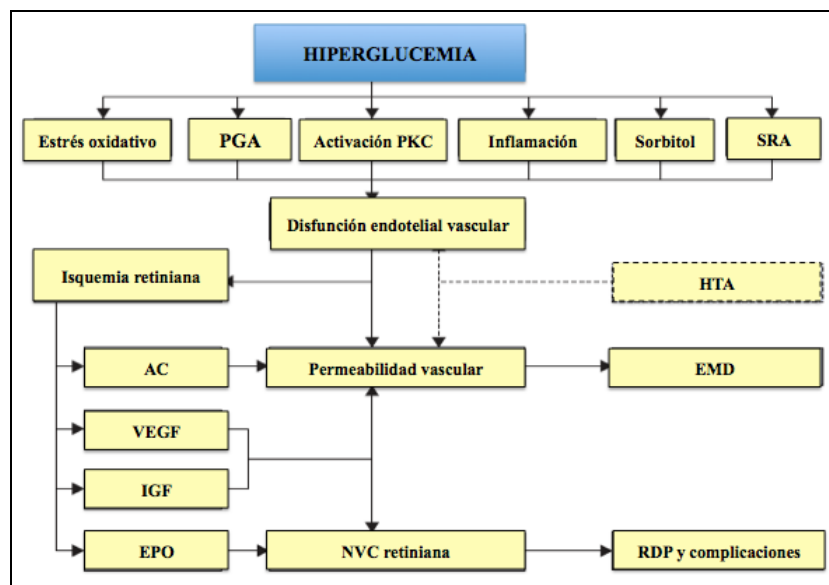 HIPERGLUCEMIA
Estrés oxidativo
PGA
Activación PKC
Inflamación
Sorbitol
SRA
Disfunción endotelial vascular
Isquemia retiniana
HTA
AC
Permeabilidad vascular
EMD
VEGF
IGF
EPO
NVC retiniana
RDP y complicaciones